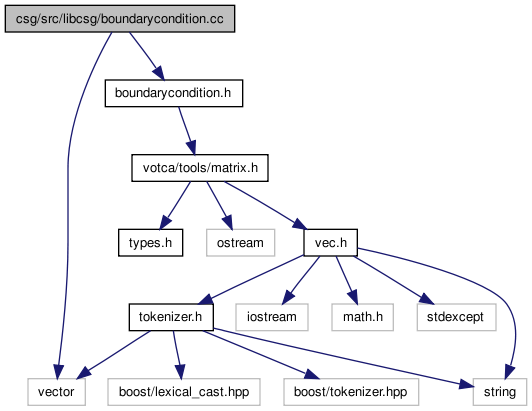 csg/src/libcsg/boundarycondition.cc
boundarycondition.h
votca/tools/matrix.h
types.h
ostream
vec.h
tokenizer.h
iostream
math.h
stdexcept
vector
boost/lexical_cast.hpp
boost/tokenizer.hpp
string